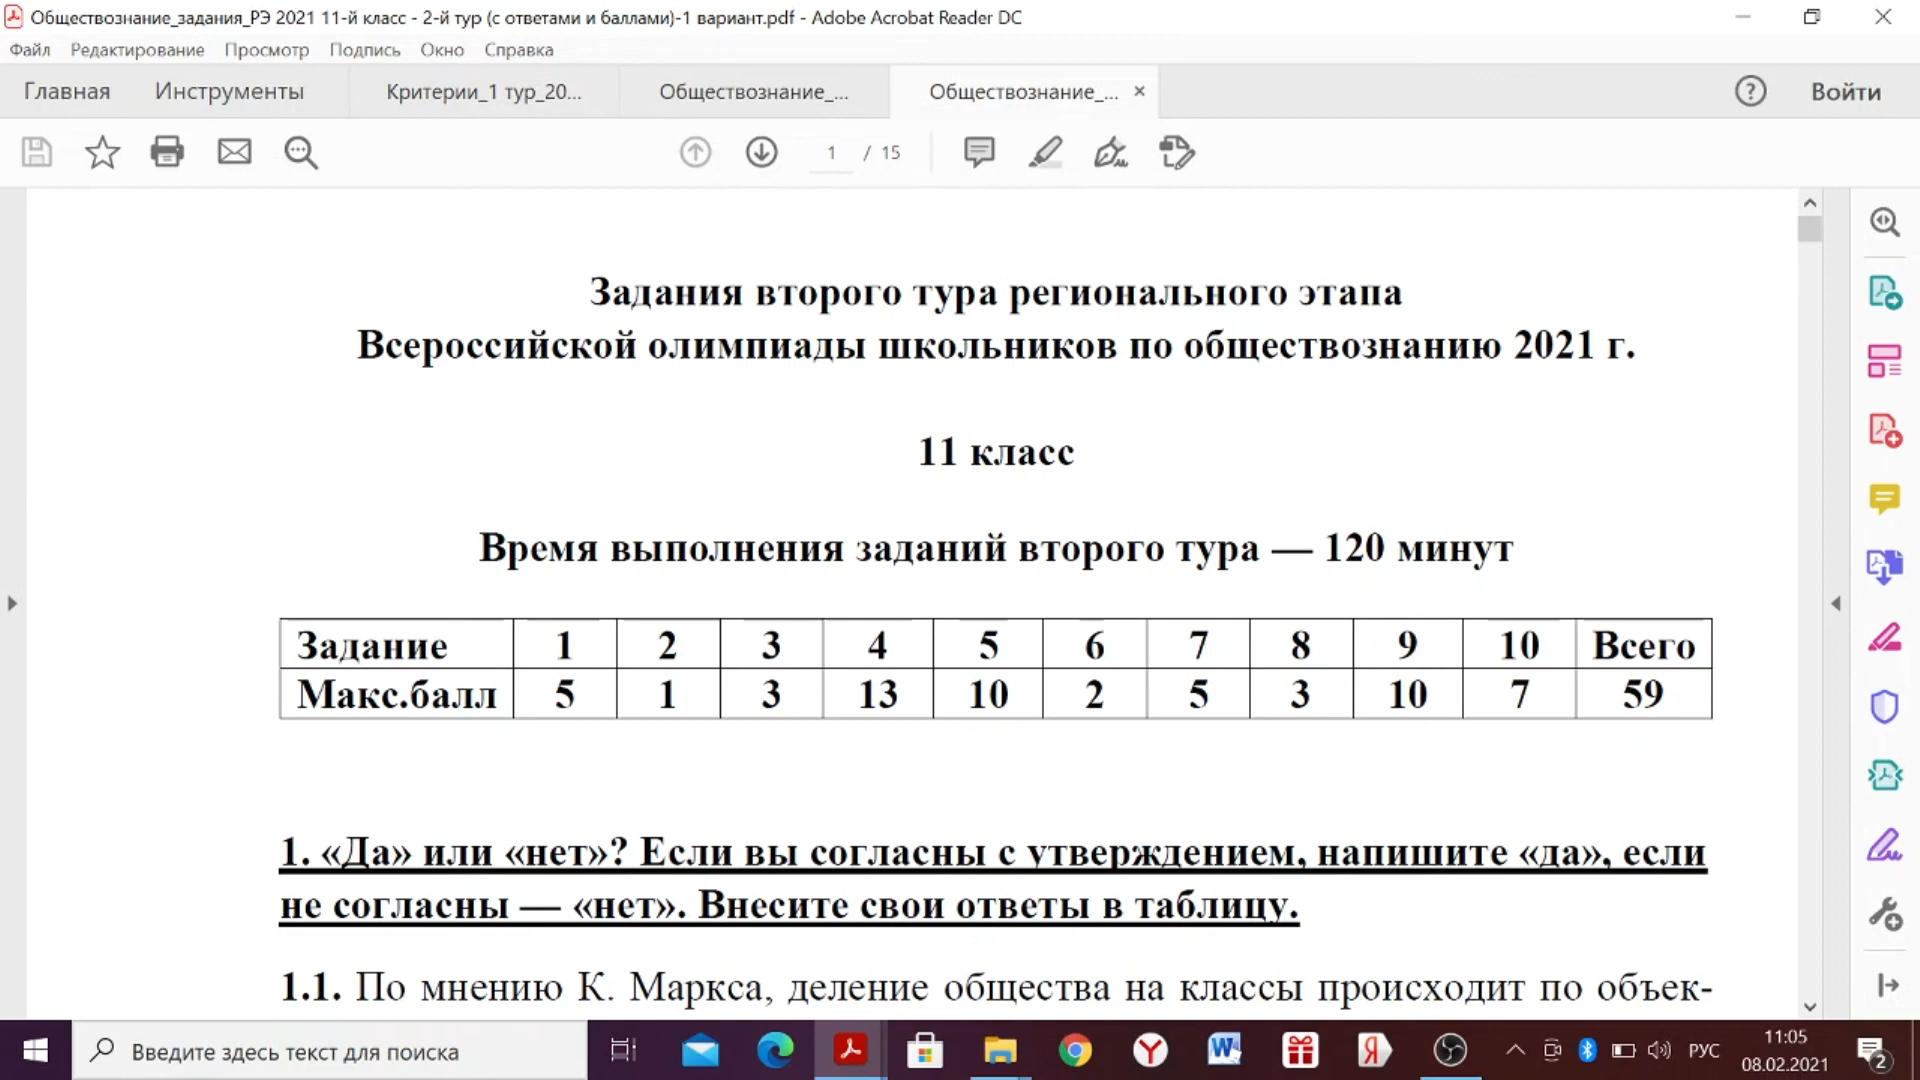 Обществознание_задания_РЭ 2021 11-й класс - 2-й тур (с ответами и баллами)-1 вариант.pdf - Adobe Acrobat Reader DC
Файл Редактирование Просмотр Подпись Окно Справка
Главная Инструменты Критерии_1 тур_20... Обществознание_... Обществознание_... × ? Войти
1 / 15
Задания второго тура регионального этапа
Всероссийской олимпиады школьников по обществознанию 2021 г.
11 класс
Время выполнения заданий второго тура — 120 минут
Задание 1 2 3 4 5 6 7 8 9 10 Всего
Макс.балл 5 1 3 13 10 2 5 3 10 7 59
1. «Да» или «нет»? Если вы согласны с утверждением, напишите «да», если
не согласны — «нет». Внесите свои ответы в таблицу.
1.1. По мнению К. Маркса, деление общества на классы происходит по объек-
Введите здесь текст для поиска
РУС
11:05
08.02.2021
2